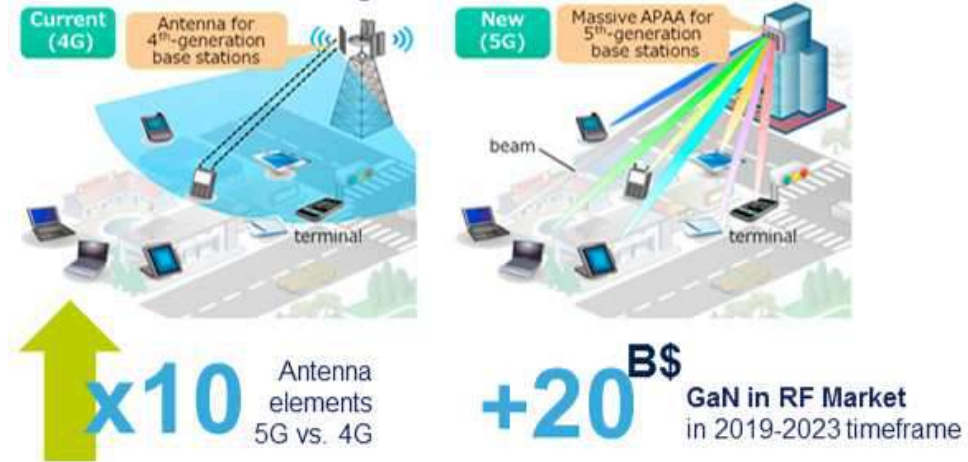 Current
(4G)
Antenna for
4th-generation
base stations
terminal
New
(5G)
Massive APAA for
5th-generation
base stations
beam
terminal
x10
Antenna
elements
5G vs. 4G
+20 B$
GaN in RF Market
in 2019-2023 timeframe